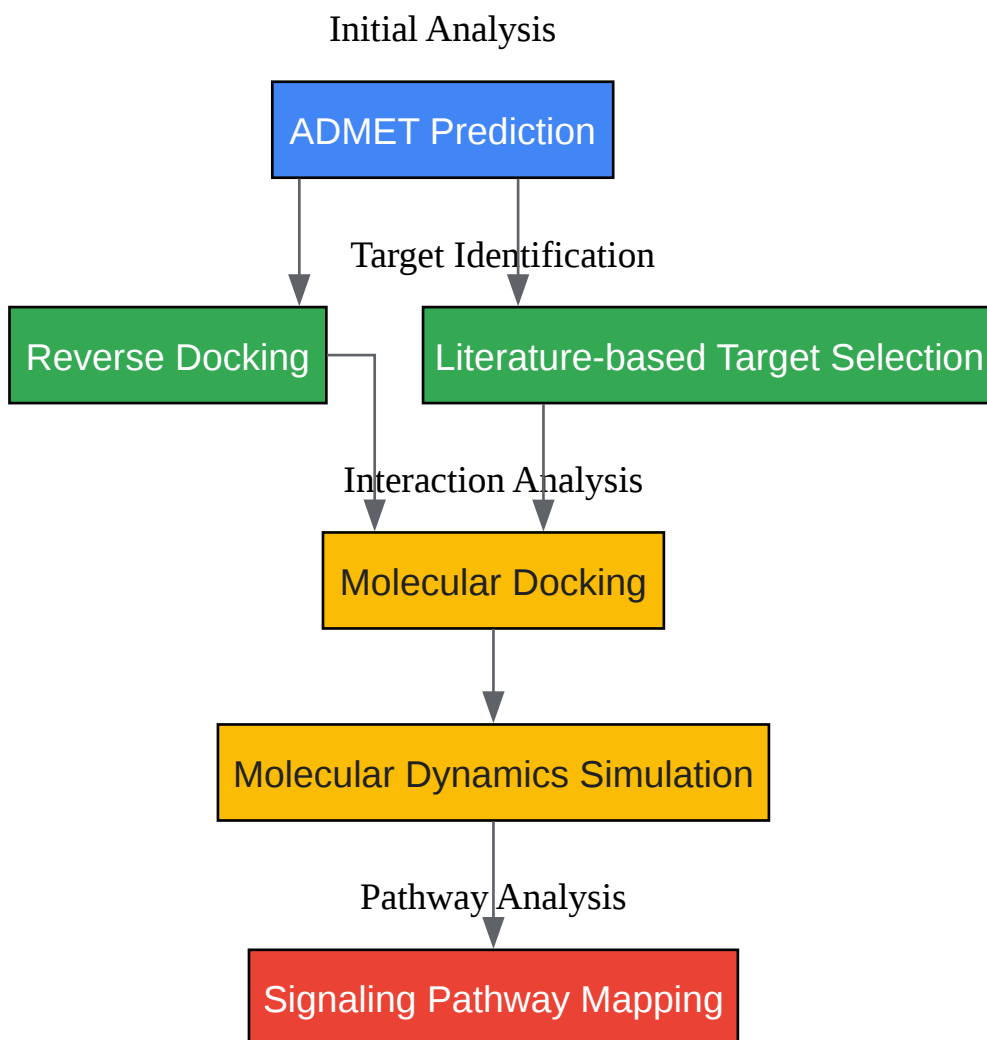 Initial Analysis
ADMET Prediction
Target Identification
Reverse Docking
Literature-based Target Selection
Interaction Analysis
Molecular Docking
Molecular Dynamics Simulation
Pathway Analysis
Signaling Pathway Mapping